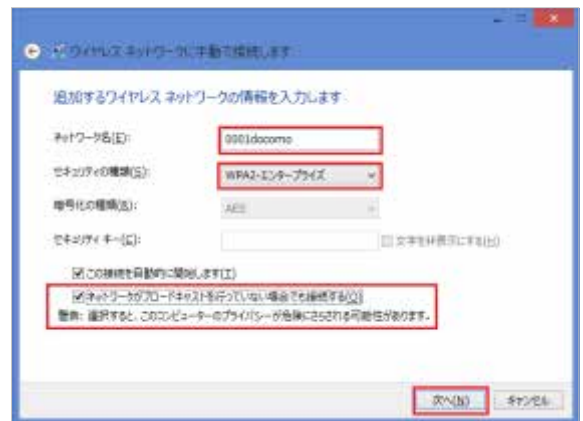 ワイヤレス ネットワークに手動で接続します
追加するワイヤレス ネットワークの情報を入力します
ネットワーク名(E): 0001docomo
セキュリティの種類(S): WPA2-エンタープライズ
暗号化の種類(R): AES
セキュリティ キー(C): 文字を非表示にする(H)
この接続を自動的に開始します(T)
ネットワークがブロードキャストを行っていない場合でも接続する(O)
警告: 選択すると、このコンピューターのプライバシーが危険にさらされる可能性があります。
次へ(N) キャンセル